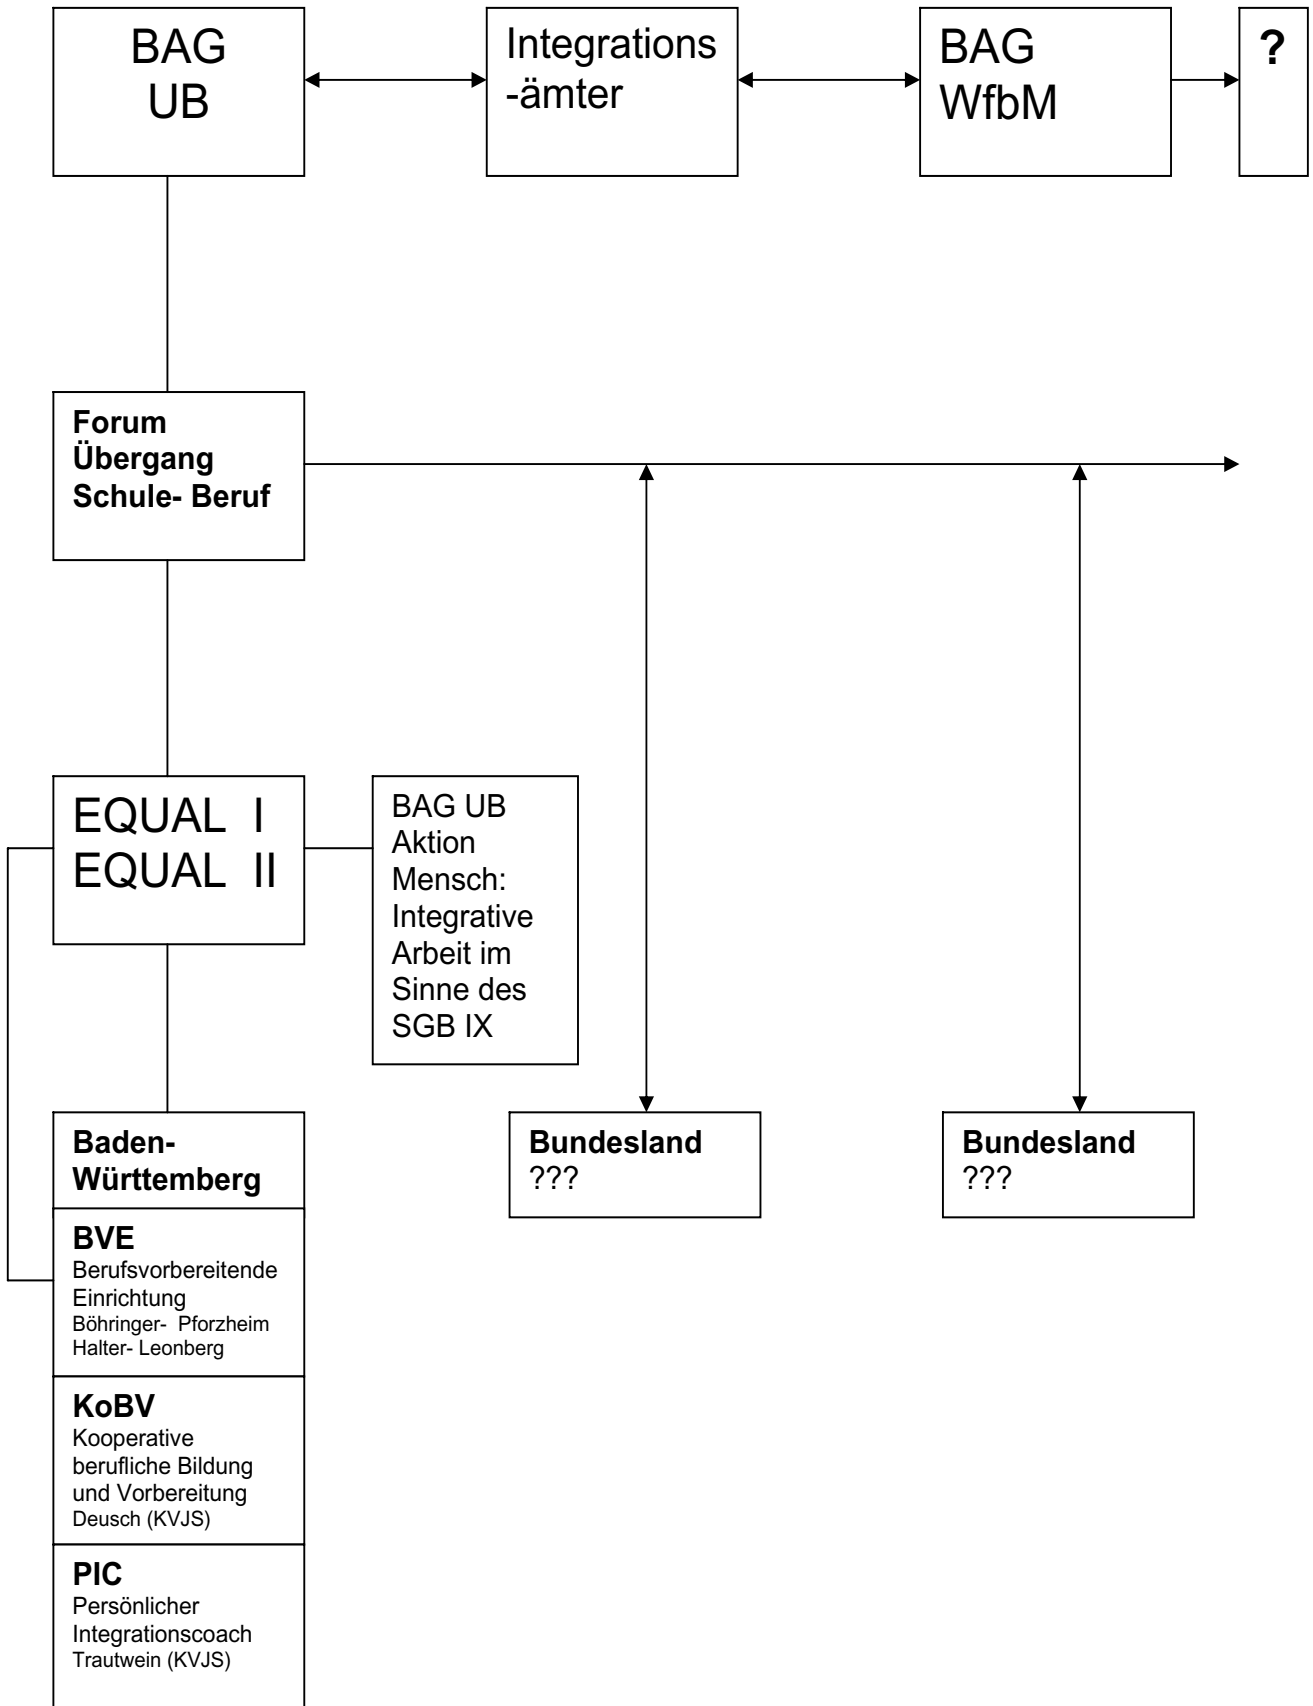 BAG
UB
Integrations
-ämter
BAG
WfbM
?
Forum
Übergang
Schule- Beruf
EQUAL I
EQUAL II
BAG UB
Aktion
Mensch:
Integrative
Arbeit im
Sinne des
SGB IX
Baden-
Württemberg
Bundesland
???
Bundesland
???
BVE
Berufsvorbereitende
Einrichtung
Böhringer- Pforzheim
Halter- Leonberg
KoBV
Kooperative
berufliche Bildung
und Vorbereitung
Deusch (KVJS)
PIC
Persönlicher
Integrationscoach
Trautwein (KVJS)